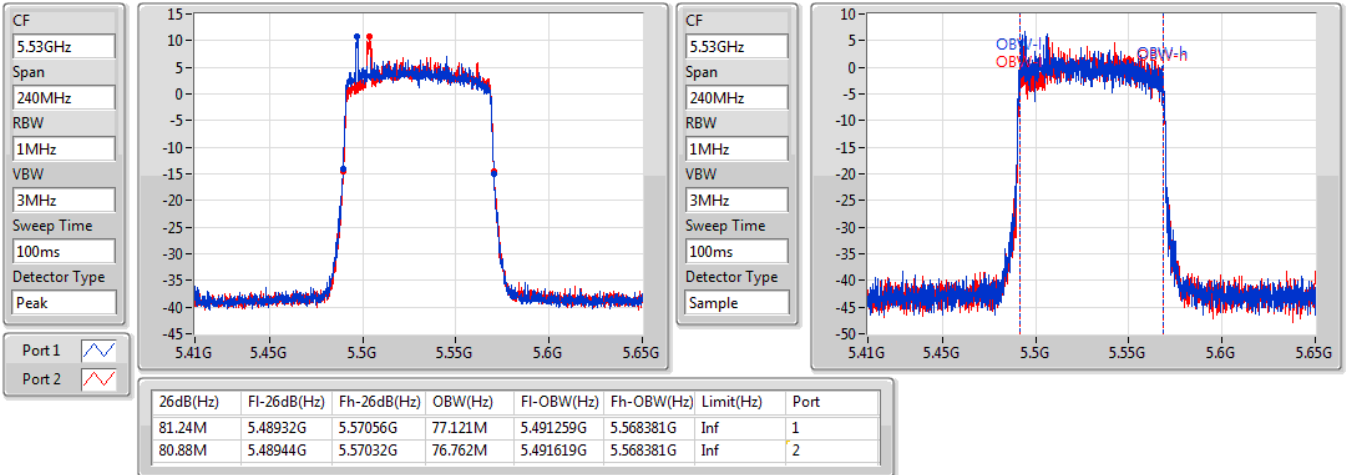 CF
5.53GHz
Span
240MHz
RBW
1MHz
VBW
3MHz
Sweep Time
100ms
Detector Type
Peak
Port 1
Port 2
15
10
5
0
-5
-10
-15
-20
-25
-30
-35
-40
-45
5.41G 5.45G 5.5G 5.55G 5.6G 5.65G
CF
5.53GHz
Span
240MHz
RBW
1MHz
VBW
3MHz
Sweep Time
100ms
Detector Type
Sample
10
5
0
-5
-10
-15
-20
-25
-30
-35
-40
-45
-50
OBW-h
5.41G 5.45G 5.5G 5.55G 5.6G 5.65G
26dB(Hz) Fl-26dB(Hz) Fh-26dB(Hz) OBW(Hz) Fl-OBW(Hz) Fh-OBW(Hz) Limit(Hz) Port
81.24M 5.48932G 5.57056G 77.121M 5.491259G 5.568381G Inf 1
80.88M 5.48944G 5.57032G 76.762M 5.491619G 5.568381G Inf 2